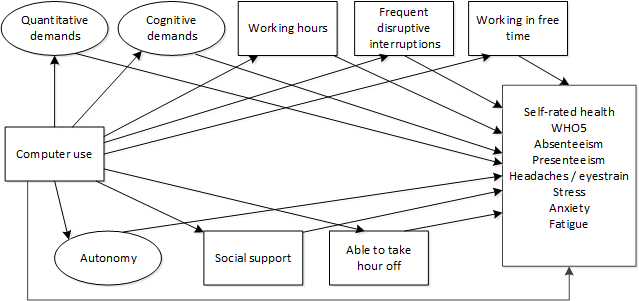 Quantitative
demands
Cognitive
demands
Working hours
Frequent
disruptive
interruptions
Working in free
time
Computer use
Self-rated health
WHO5
Absenteeism
Presenteeism
Headaches / eyestrain
Stress
Anxiety
Fatigue
Autonomy
Social support
Able to take
hour off